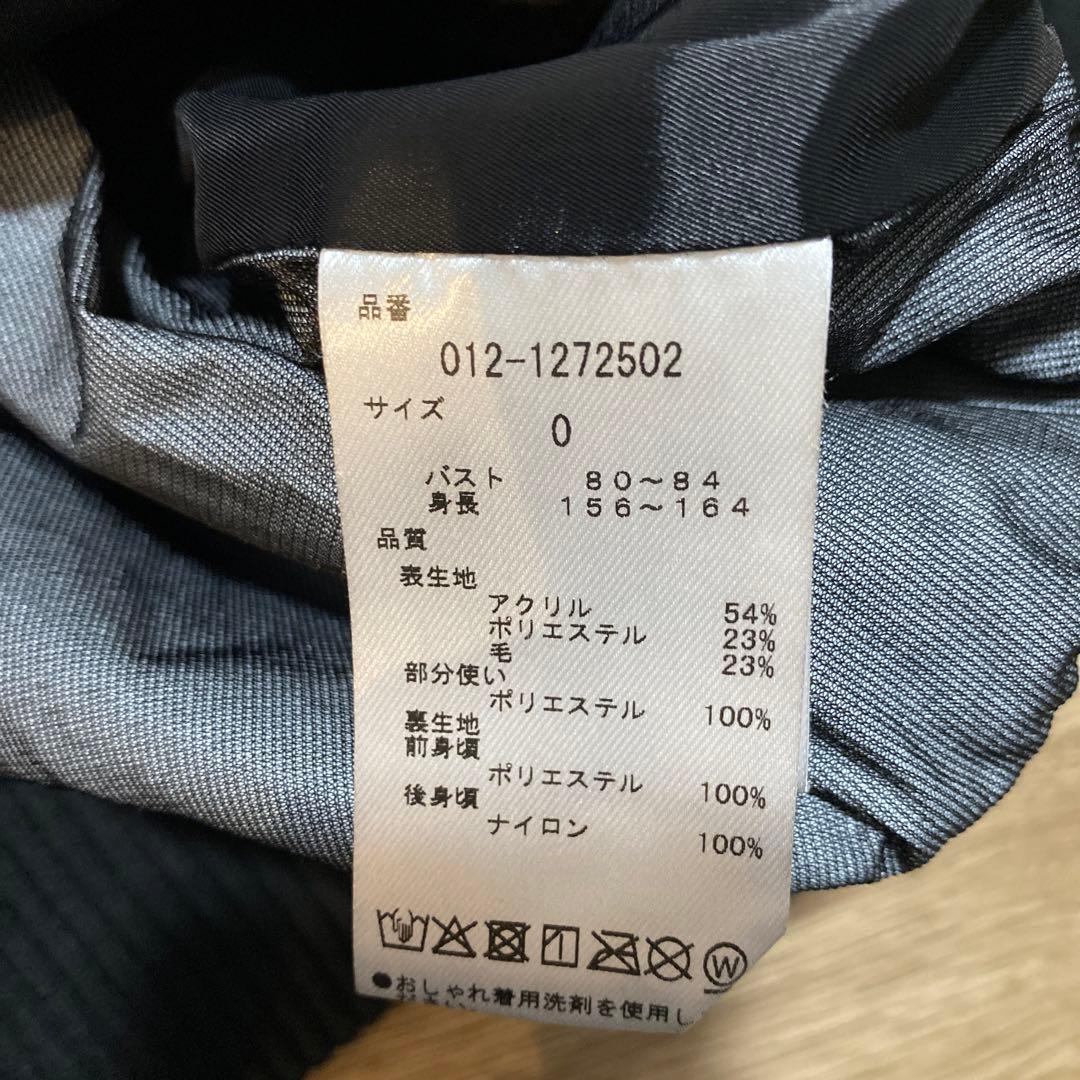 品番
012-1272502
サイズ
0
バスト 80~84
身長 156~164
品質
表生地
アクリル 54%
ポリエステル 23%
毛 23%
部分使い
ポリエステル 100%
裏生地
前身頃
ポリエステル 100%
後身頃
ナイロン 100%
W
●おしゃれ着用洗剤を使用し